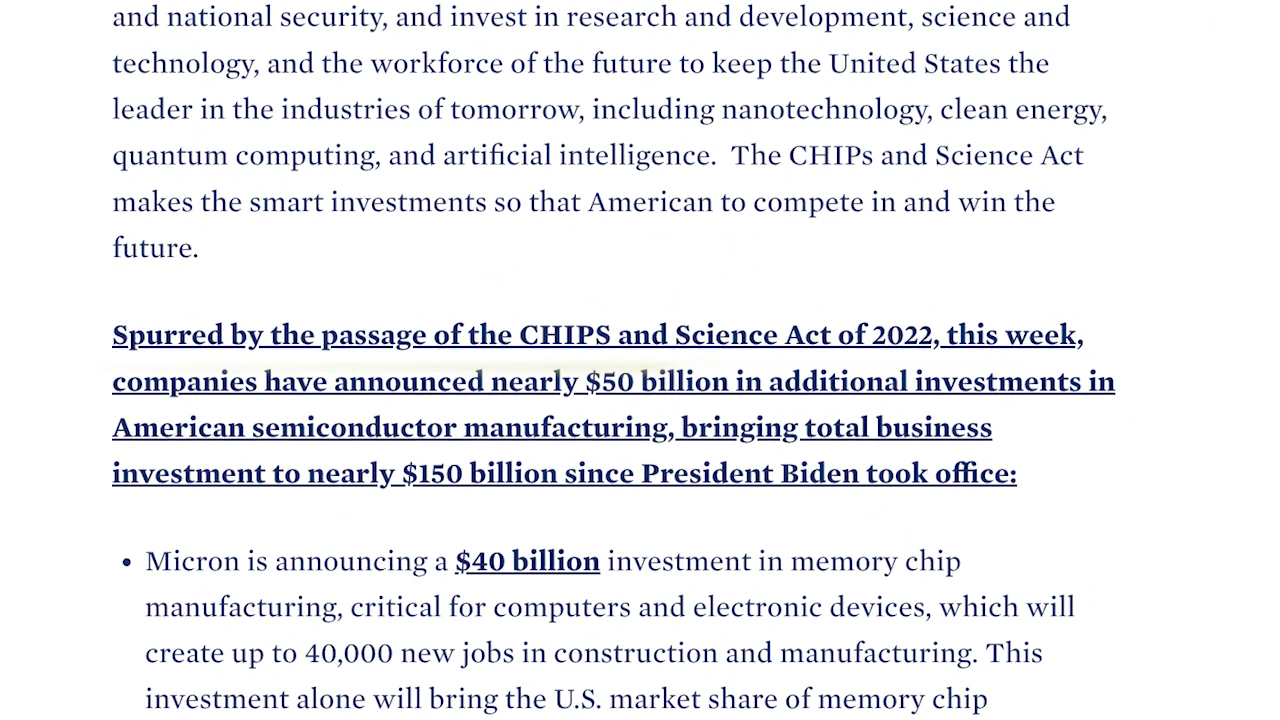 and national security, and invest in research and development, science and
technology, and the workforce of the future to keep the United States the
leader in the industries of tomorrow, including nanotechnology, clean energy,
quantum computing, and artificial intelligence.  The CHIPs and Science Act
makes the smart investments so that American to compete in and win the
future.
Spurred by the passage of the CHIPS and Science Act of 2022, this week,
companies have announced nearly $50 billion in additional investments in
American semiconductor manufacturing, bringing total business
investment to nearly $150 billion since President Biden took office:
• Micron is announcing a $40 billion investment in memory chip
manufacturing, critical for computers and electronic devices, which will
create up to 40,000 new jobs in construction and manufacturing. This
investment alone will bring the U.S. market share of memory chip